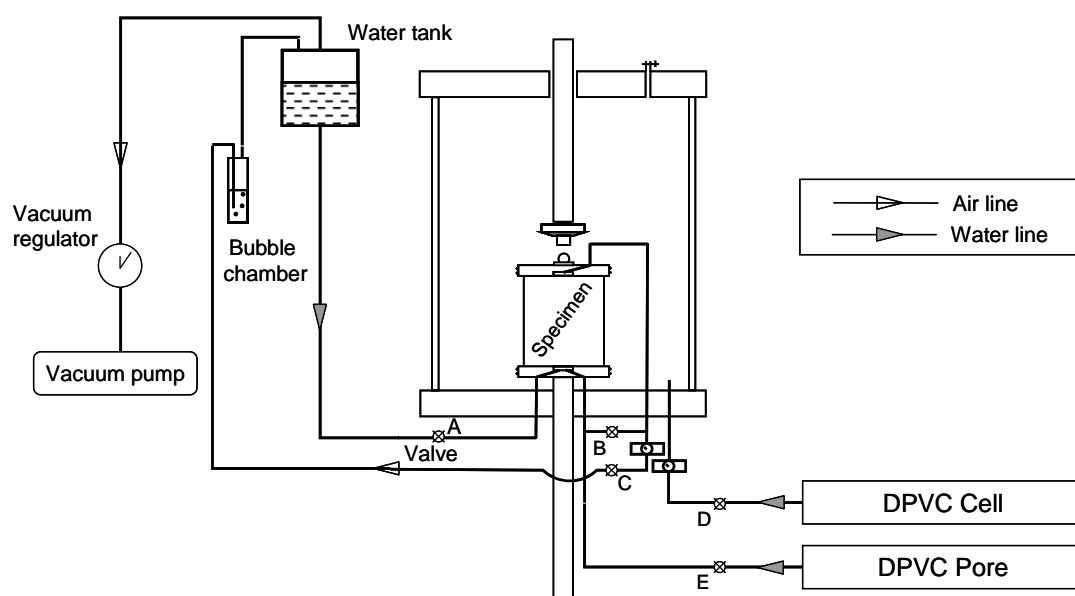 Water tank
Vacuum
regulator
Bubble
chamber
Vacuum pump
Specimen
Air line
Water line
A
Valve
B
C
D
E
DPVC Cell
DPVC Pore